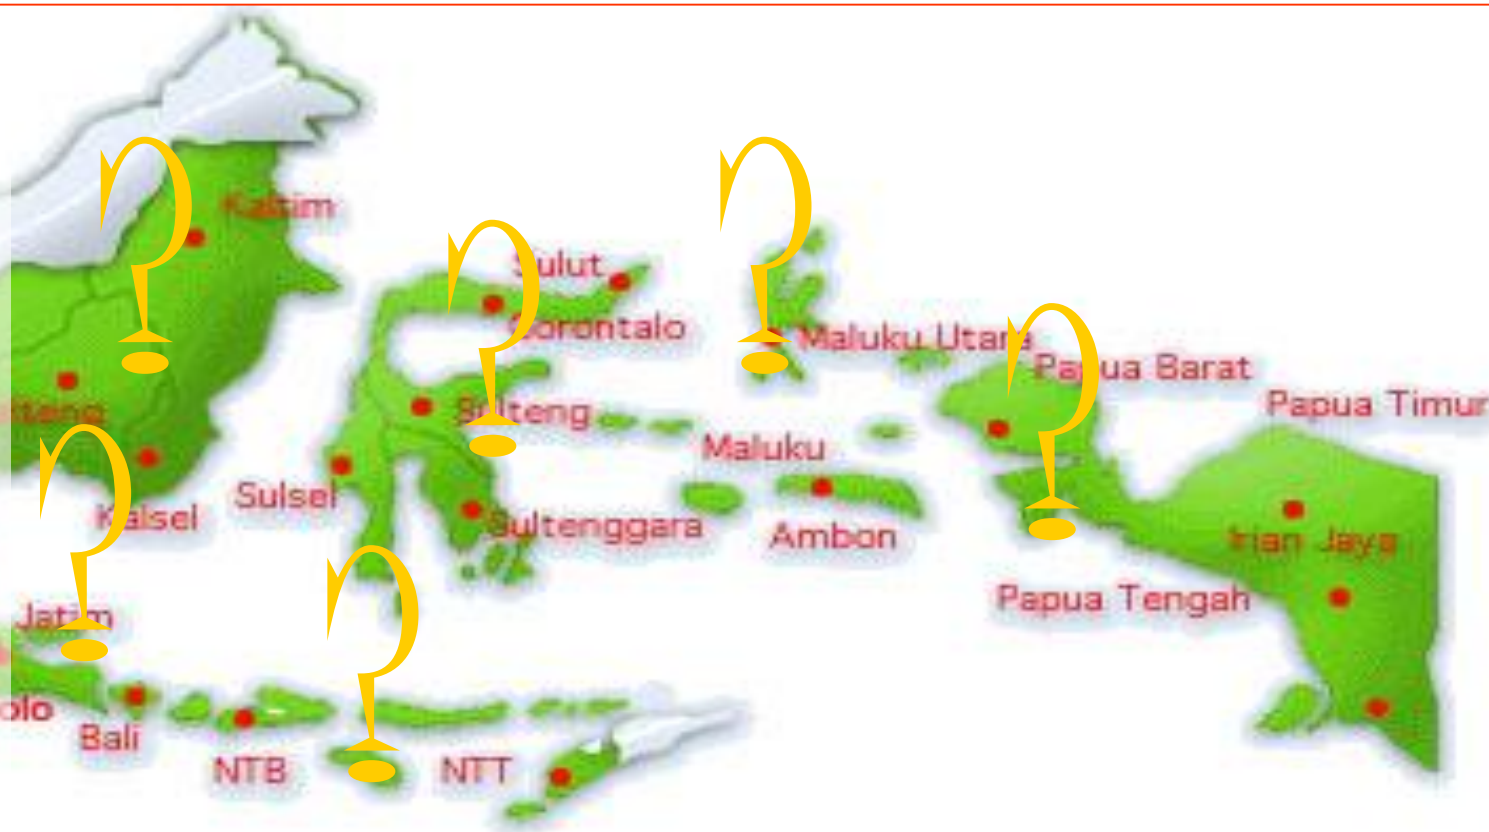 Kaltim
Sulut
Gorontalo
Maluku Utara
Papua Barat
Papua Timur
Sulteng
Maluku
Sulsel
Kalsel
Sultenggara
Ambon
Irian Jaya
Papua Tengah
Jatim
Bali
NTB
NTT
?
?
?
?
?
?